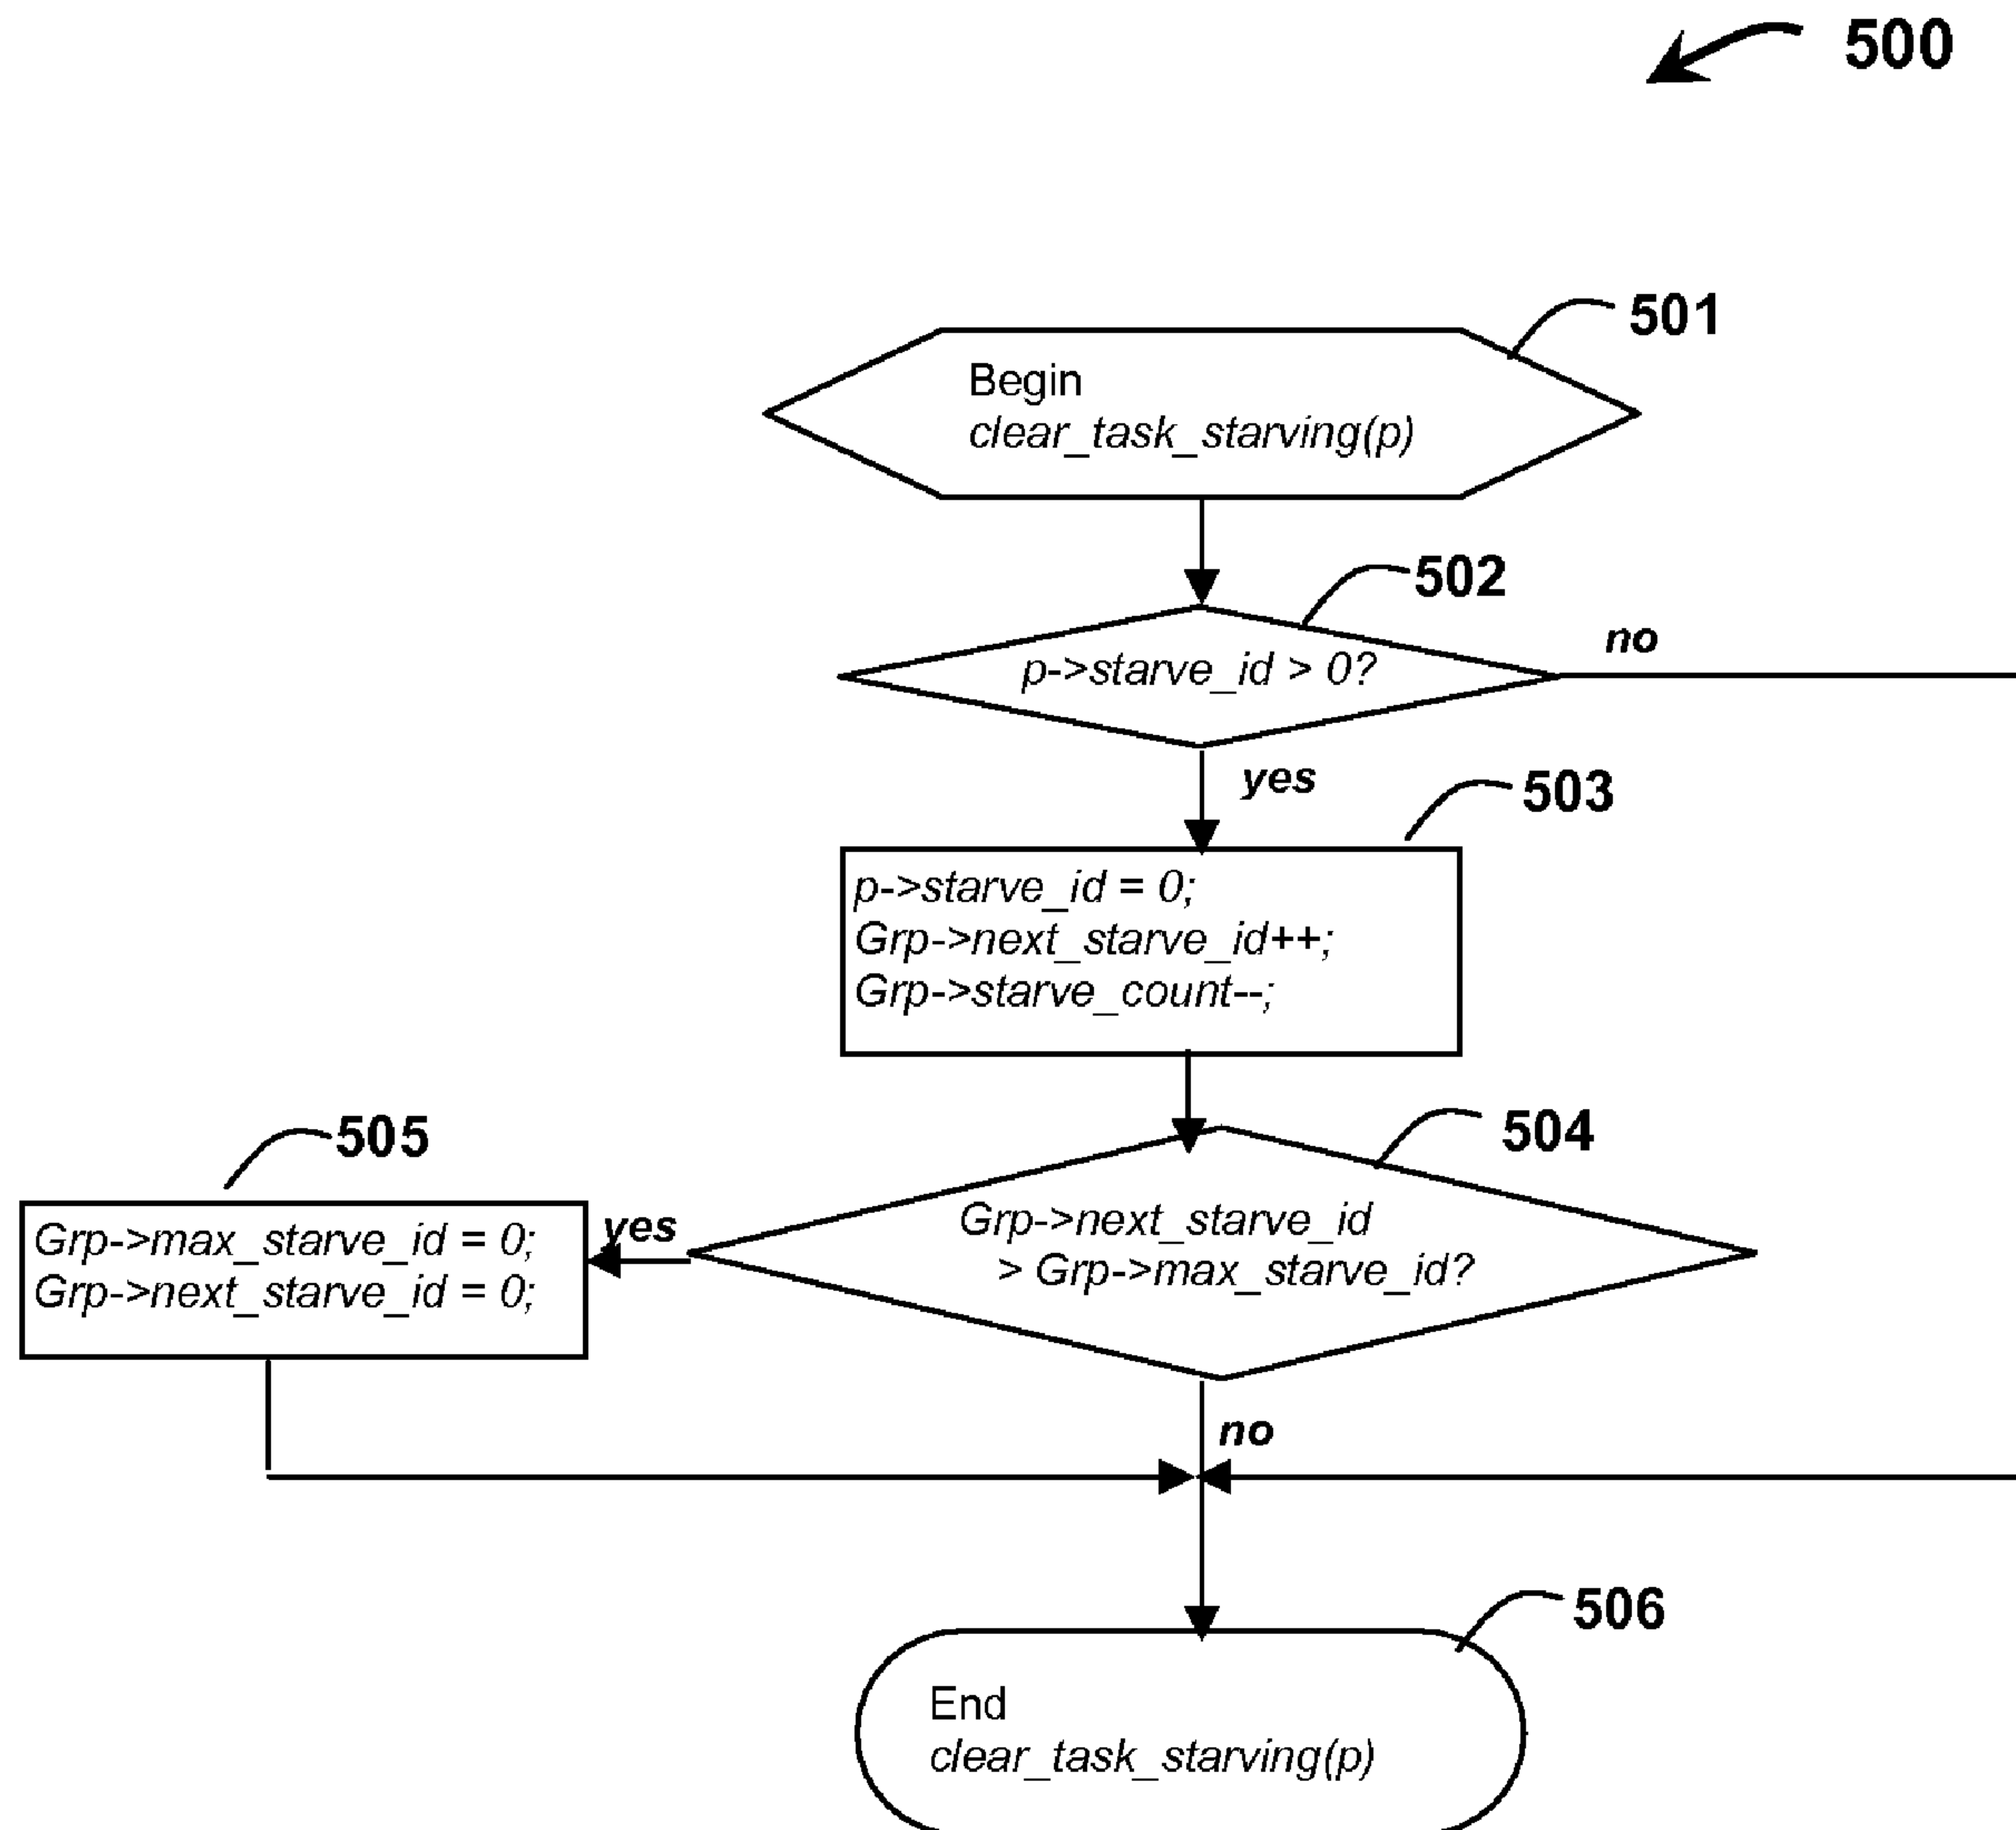 500
501
Begin
clear_task_starving(p)
502
no
p->starve_id > 0?
yes
503
p->starve_id = 0;
Grp->next_starve_id++;
Grp->starve_count--;
504
505
Grp->next_starve_id
> Grp->max_starve_id?
yes
Grp->max_starve_id = 0;
Grp->next_starve_id = 0;
no
506
End
clear_task_starving(p)